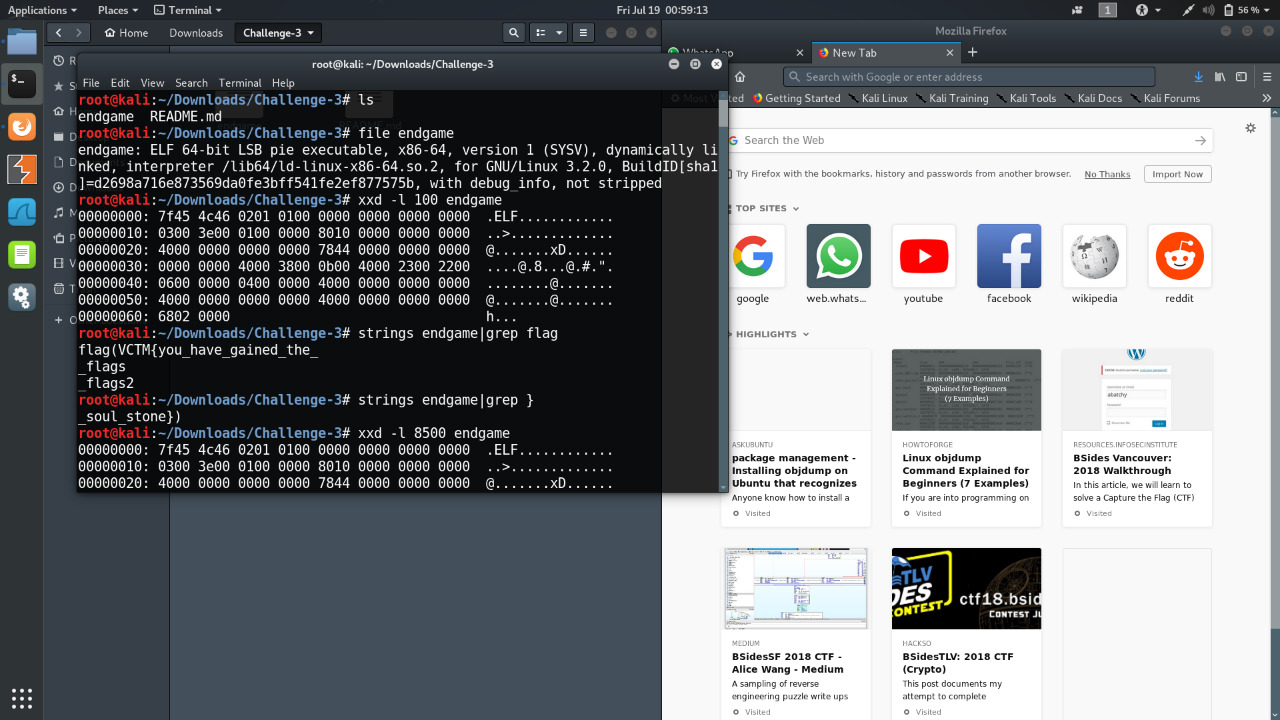 Applications
Places
Terminal
Fri Jul 19 00:59:13
1
56 %
Home
Downloads
Challenge-3
Mozilla Firefox
WhatsApp
New Tab
root@kali: ~/Downloads/Challenge-3
Search with Google or enter address
File Edit View Search Terminal Help
Getting Started
Kali Linux
Kali Training
Kali Tools
Kali Docs
Kali Forums
root@kali:~/Downloads/Challenge-3# ls
endgame README.md
root@kali:~/Downloads/Challenge-3# file endgame
endgame: ELF 64-bit LSB pie executable, x86-64, version 1 (SYSV), dynamically li
nked, interpreter /lib64/ld-linux-x86-64.so.2, for GNU/Linux 3.2.0, BuildID[sha1
]=d2698a716e873569da0fe3bff541fe2ef877575b, with debug_info, not stripped
root@kali:~/Downloads/Challenge-3# xxd -l 100 endgame
00000000: 7f45 4c46 0201 0100 0000 0000 0000 0000 .ELF............
00000010: 0300 3e00 0100 0000 8010 0000 0000 0000 ..>.............
00000020: 4000 0000 0000 0000 7844 0000 0000 0000 @.......xD......
00000030: 0000 0000 4000 3800 0b00 4000 2300 2200 ....@.8...@.#.".
00000040: 0600 0000 0400 0000 4000 0000 0000 0000 ........@.......
00000050: 4000 0000 0000 0000 4000 0000 0000 0000 @.......@.......
00000060: 6802 0000 h...
root@kali:~/Downloads/Challenge-3# strings endgame|grep flag
flag(VCTM{you_have_gained_the_
_flags
_flags2
root@kali:~/Downloads/Challenge-3# strings endgame|grep }
_soul_stone})
root@kali:~/Downloads/Challenge-3# xxd -l 8500 endgame
00000000: 7f45 4c46 0201 0100 0000 0000 0000 0000 .ELF............
00000010: 0300 3e00 0100 0000 8010 0000 0000 0000 ..>.............
00000020: 4000 0000 0000 0000 7844 0000 0000 0000 @.......xD......
Search the Web
Try Firefox with the bookmarks, history and passwords from another browser.
No Thanks
Import Now
TOP SITES
google
web.whats...
youtube
facebook
wikipedia
reddit
HIGHLIGHTS
Linux objdump Command
Explained for Beginners
(7 Examples)
ASKUBUNTU
package management -
Installing objdump on
Ubuntu that recognizes
Anyone know how to install a
Visited
HOWTOFORGE
Linux objdump
Command Explained for
Beginners (7 Examples)
If you are into programming on
Visited
RESOURCES.INFOSECINSTITUTE
BSides Vancouver:
2018 Walkthrough
In this article, we will learn to
solve a Capture the Flag (CTF)
Visited
TLV
CONTEST
ctf18.bsid
CONTEST JU
MEDIUM
BSidesSF 2018 CTF -
Alice Wang - Medium
A sampling of reverse
engineering puzzle write ups
Visited
HACKSO
BSidesTLV: 2018 CTF
(Crypto)
This post documents my
attempt to complete
Visited